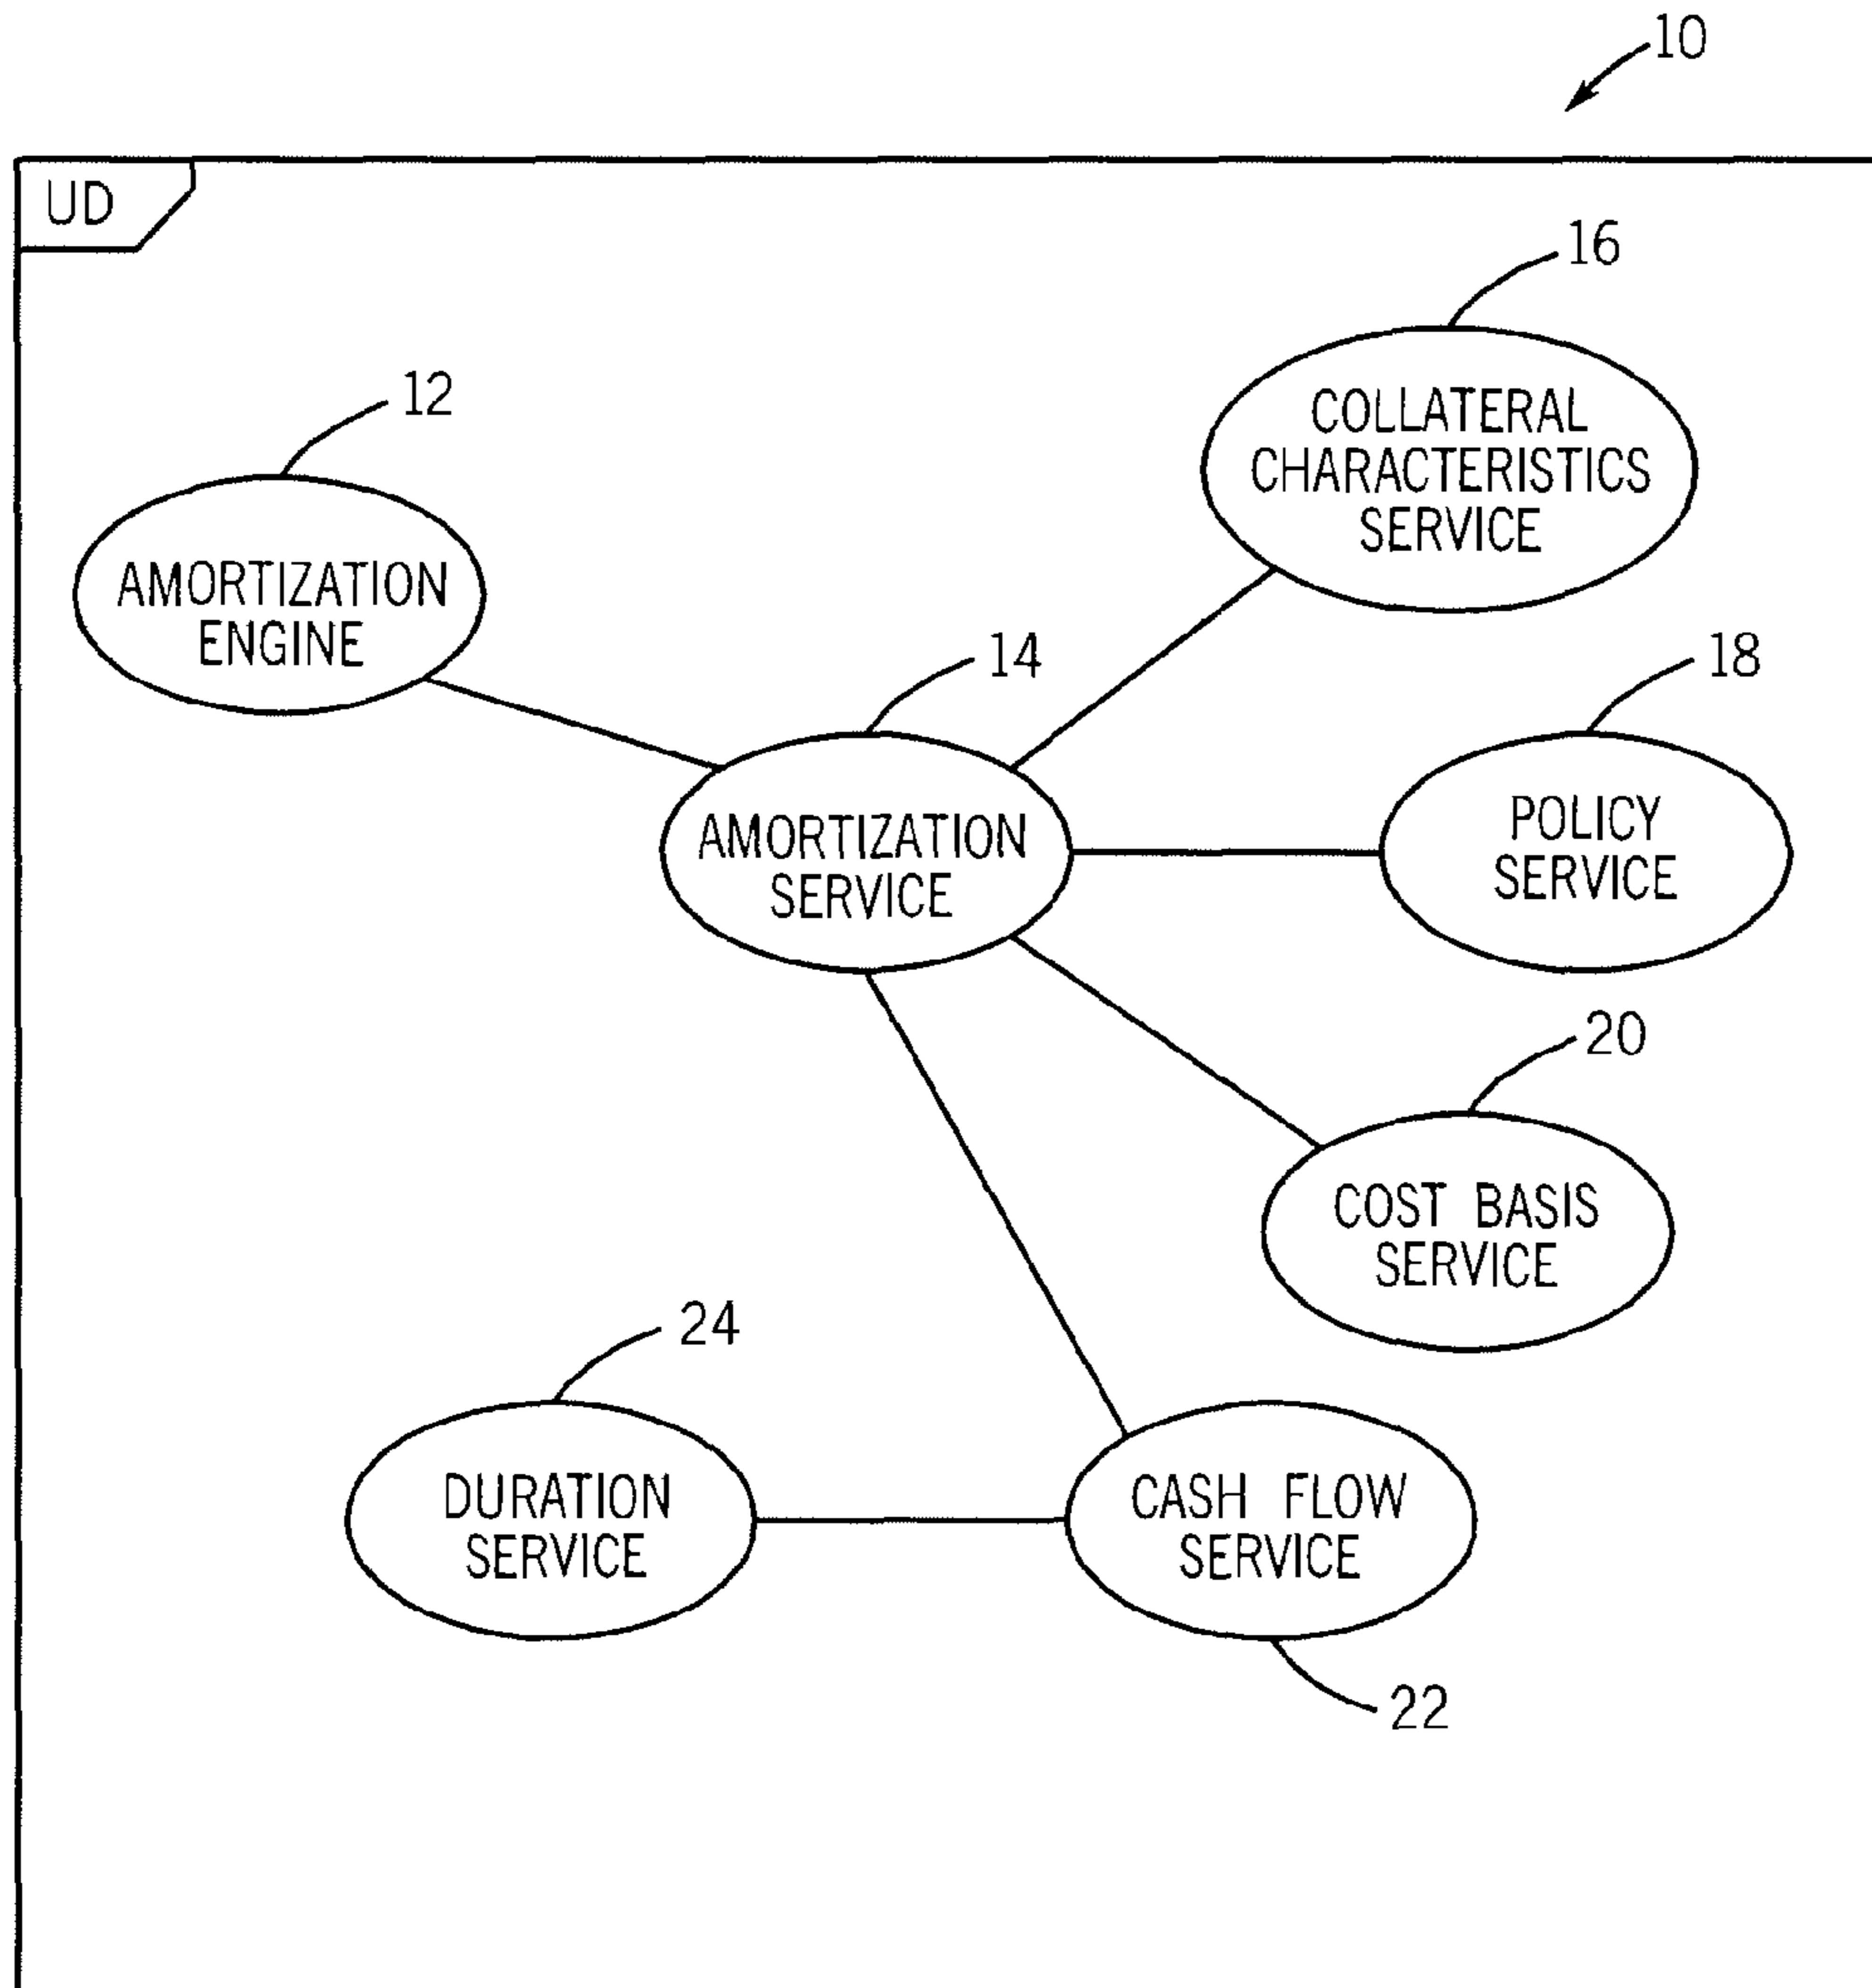 10
UD
16
12
COLLATERAL
CHARACTERISTICS
SERVICE
AMORTIZATION
ENGINE
14
18
AMORTIZATION
SERVICE
POLICY
SERVICE
20
COST BASIS
SERVICE
24
DURATION
SERVICE
CASH FLOW
SERVICE
22